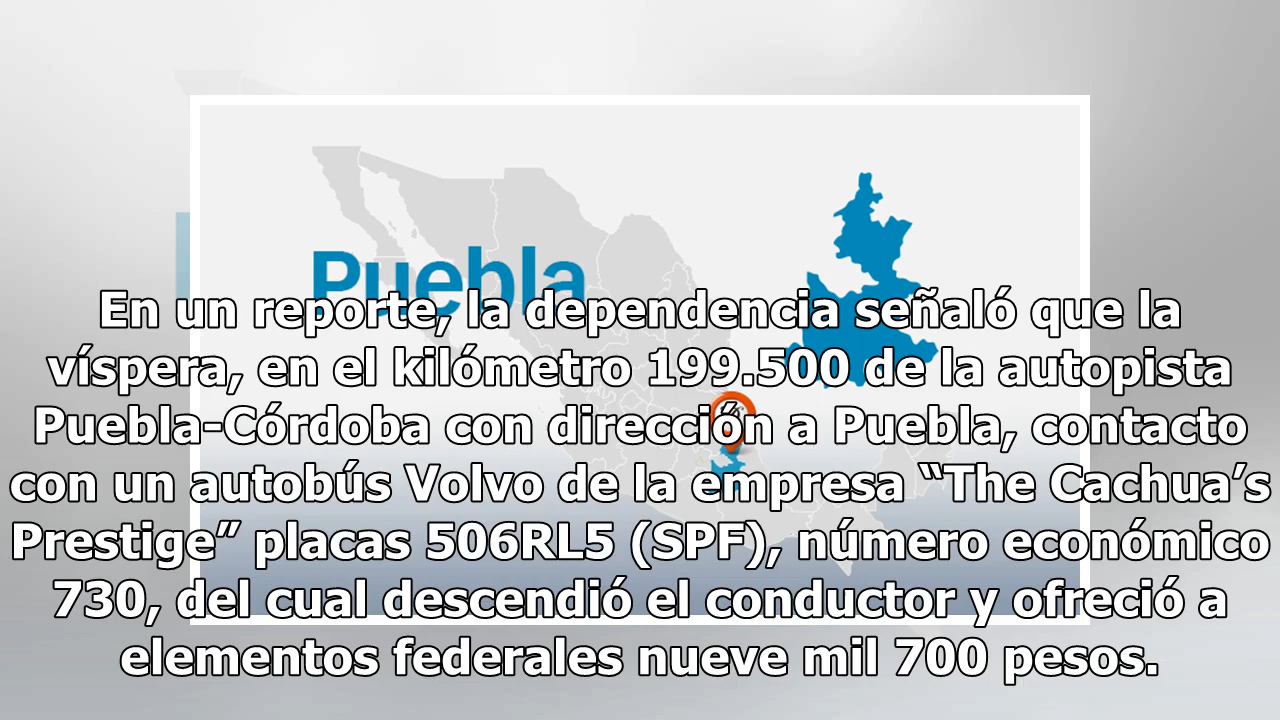 Puebla
En un reporte, la dependencia señaló que la
víspera, en el kilómetro 199.500 de la autopista
Puebla-Córdoba con dirección a Puebla, contacto
con un autobús Volvo de la empresa “The Cachua’s
Prestige” placas 506RL5 (SPF), número económico
730, del cual descendió el conductor y ofreció a
elementos federales nueve mil 700 pesos.